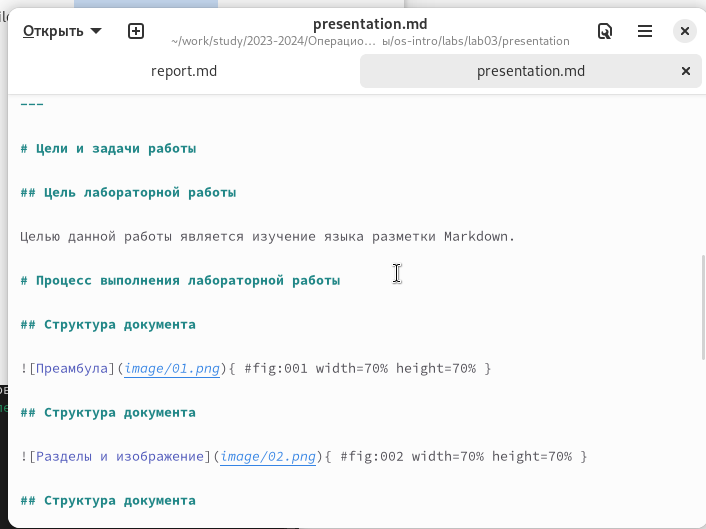 Открыть
presentation.md
~/work/study/2023-2024/Операцио… ы/os-intro/labs/lab03/presentation
report.md
presentation.md
---
# Цели и задачи работы
## Цель лабораторной работы
Целью данной работы является изучение языка разметки Markdown.
# Процесс выполнения лабораторной работы
## Структура документа
![Преамбула](image/01.png){ #fig:001 width=70% height=70% }
## Структура документа
![Разделы и изображение](image/02.png){ #fig:002 width=70% height=70% }
## Структура документа